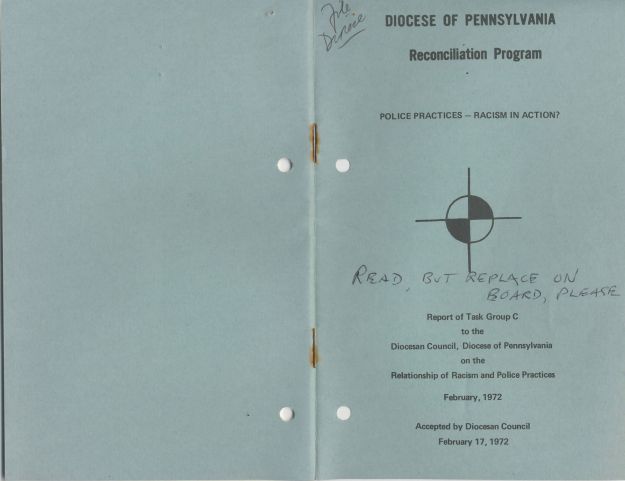 File
Diocese
DIOCESE OF PENNSYLVANIA
Reconciliation Program
POLICE PRACTICES — RACISM IN ACTION?
READ, BUT REPLACE ON
BOARD, PLEASE
Report of Task Group C
to the
Diocesan Council, Diocese of Pennsylvania
on the
Relationship of Racism and Police Practices
February, 1972
Accepted by Diocesan Council
February 17, 1972